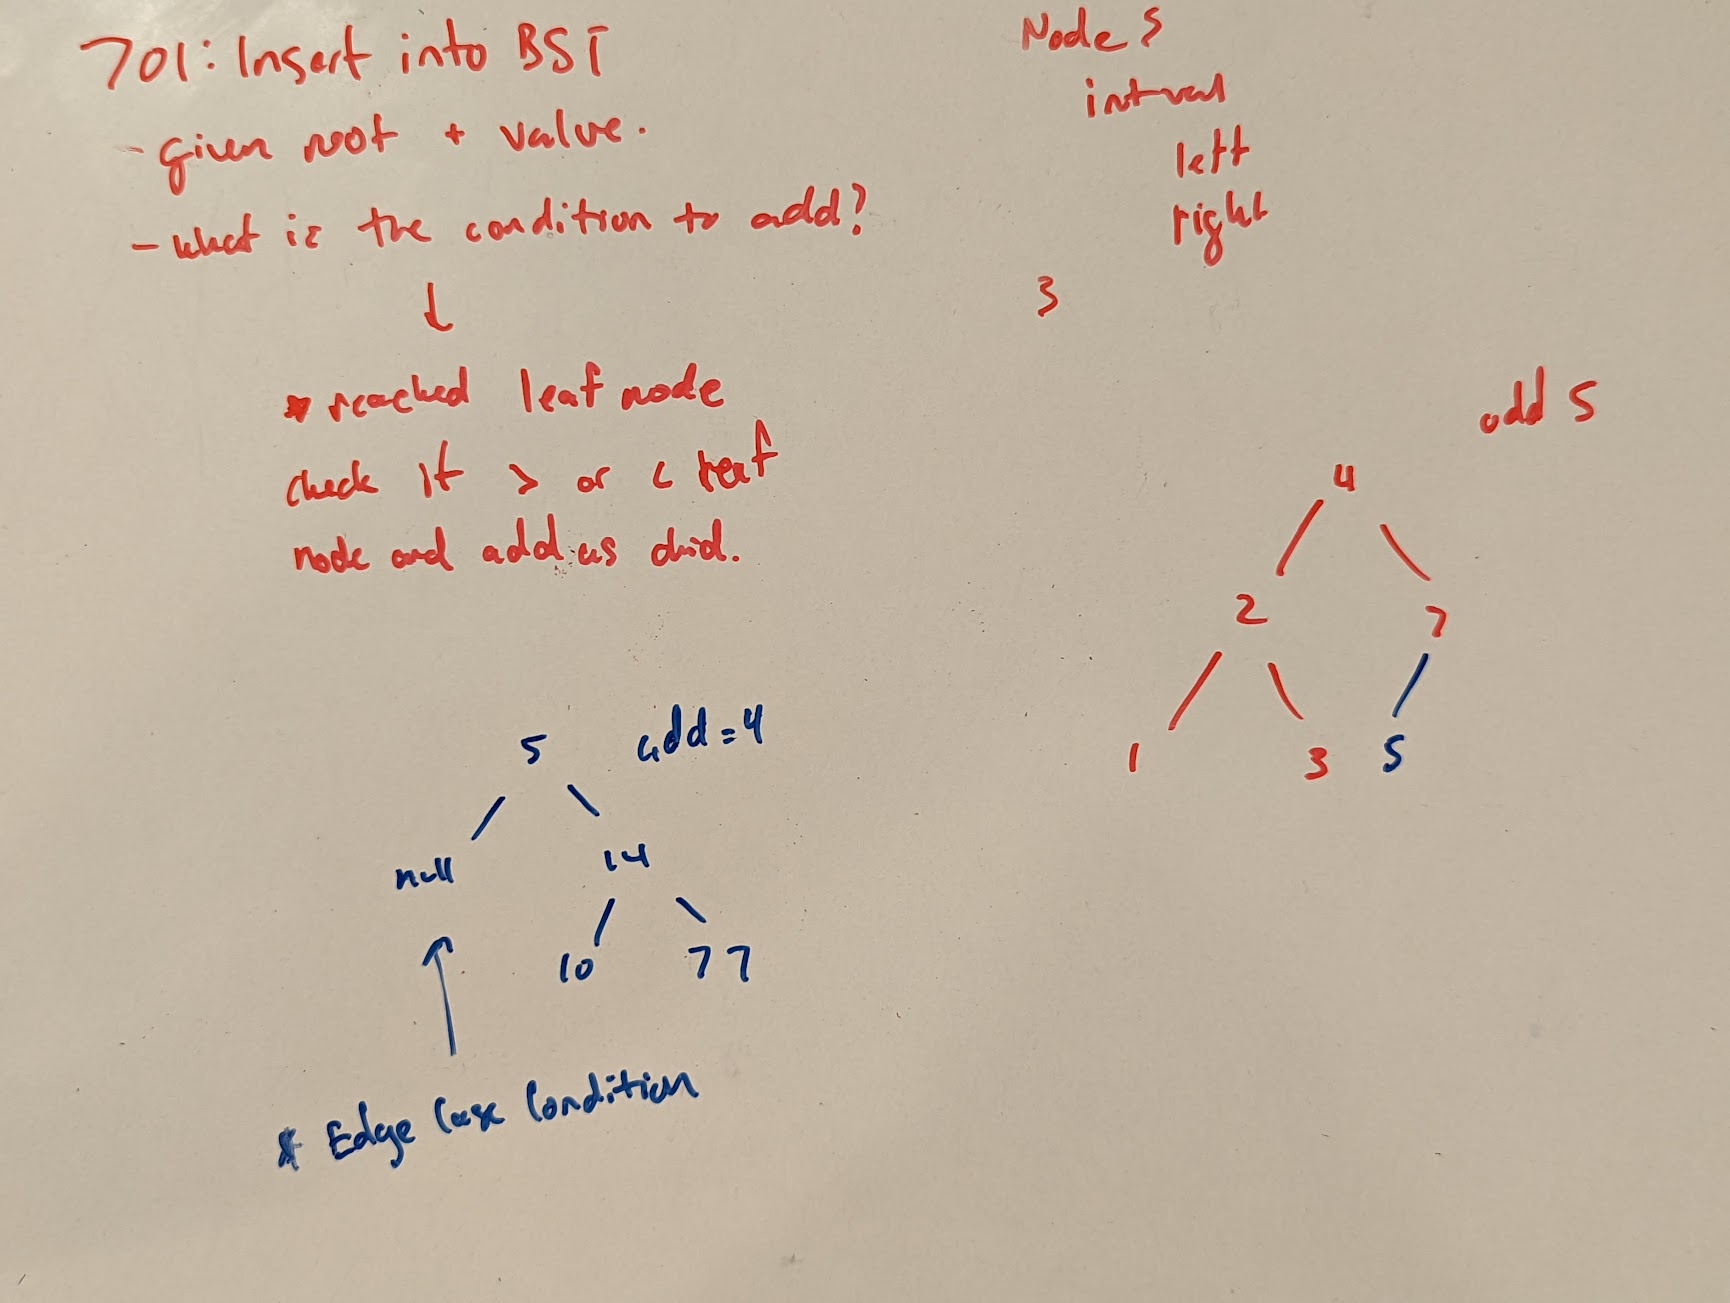 701: Insert into BST
- given root + value.
- what is the condition to add?
↓
* reached leaf node
check if > or < leaf
node and add as child.
Node {
int val
left
right
}
add 5
4
2 7
1 3 5
5 add = 4
null 14
10 77
* Edge Case Condition